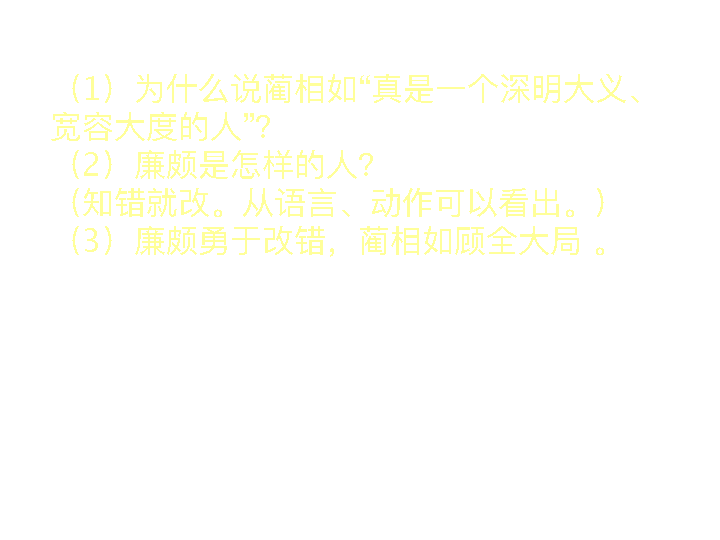 （1）为什么说蔺相如“真是一个深明大义、
宽容大度的人”？
（2）廉颇是怎样的人？
（知错就改。从语言、动作可以看出。）
（3）廉颇勇于改错，蔺相如顾全大局 。